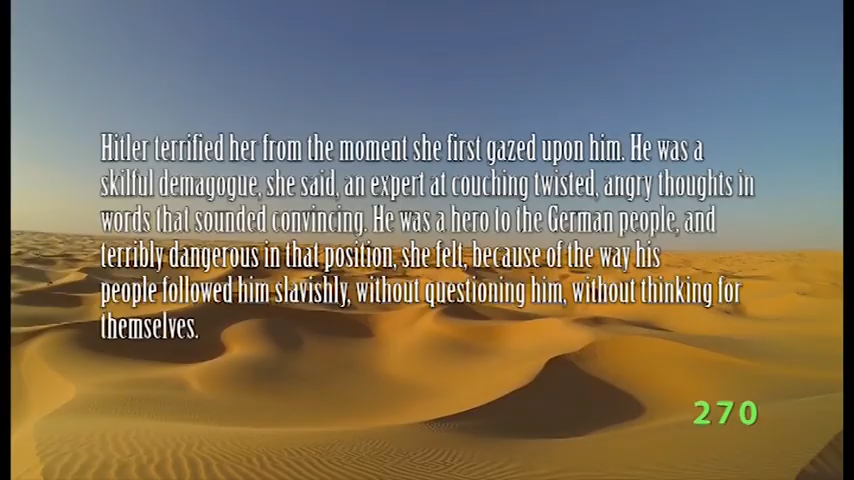 Hitler terrified her from the moment she first gazed upon him. He was a
skilful demagogue, she said, an expert at couching twisted, angry thoughts in
words that sounded convincing. He was a hero to the German people, and
terribly dangerous in that position, she felt, because of the way his
people followed him slavishly, without questioning him, without thinking for
themselves.
270